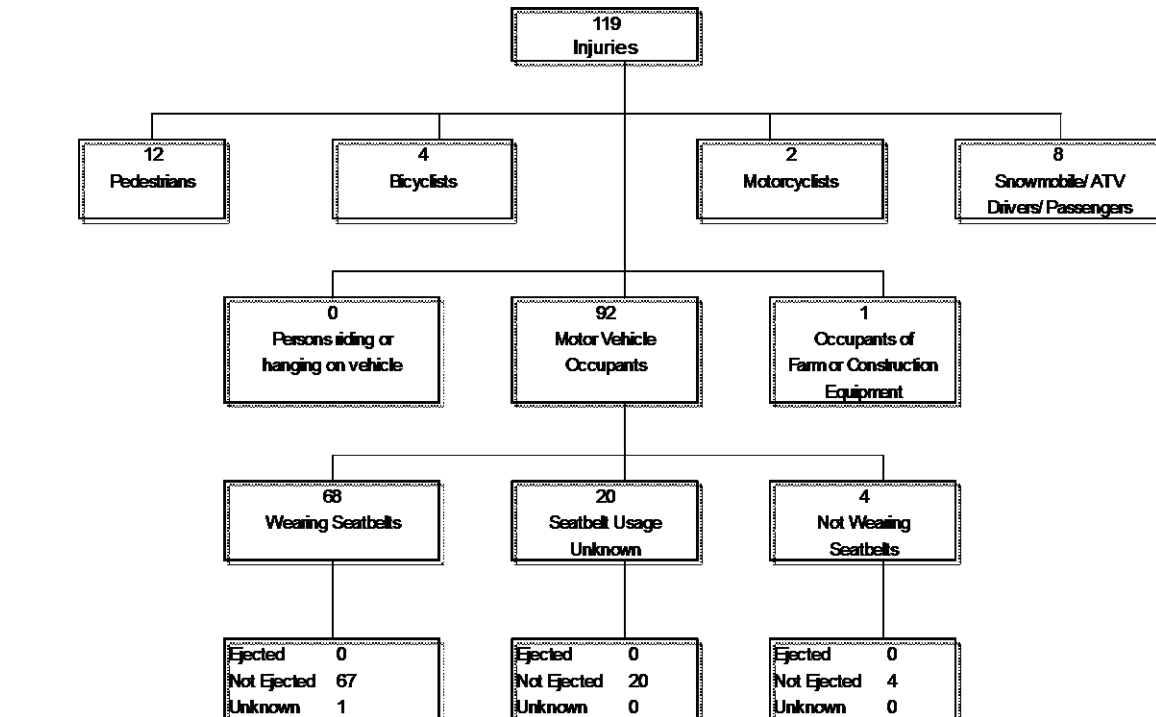 119
Injuries
12
Pedestrians
4
Bicyclists
2
Motorcyclists
8
Snowmobile/ ATV
Drivers/ Passengers
0
Persons riding or
hanging on vehicle
92
Motor Vehicle
Occupants
1
Occupants of
Farm or Construction
Equipment
68
Wearing Seatbelts
20
Seatbelt Usage
Unknown
4
Not Wearing
Seatbelts
Ejected 0
Not Ejected 67
Unknown 1
Ejected 0
Not Ejected 20
Unknown 0
Ejected 0
Not Ejected 4
Unknown 0